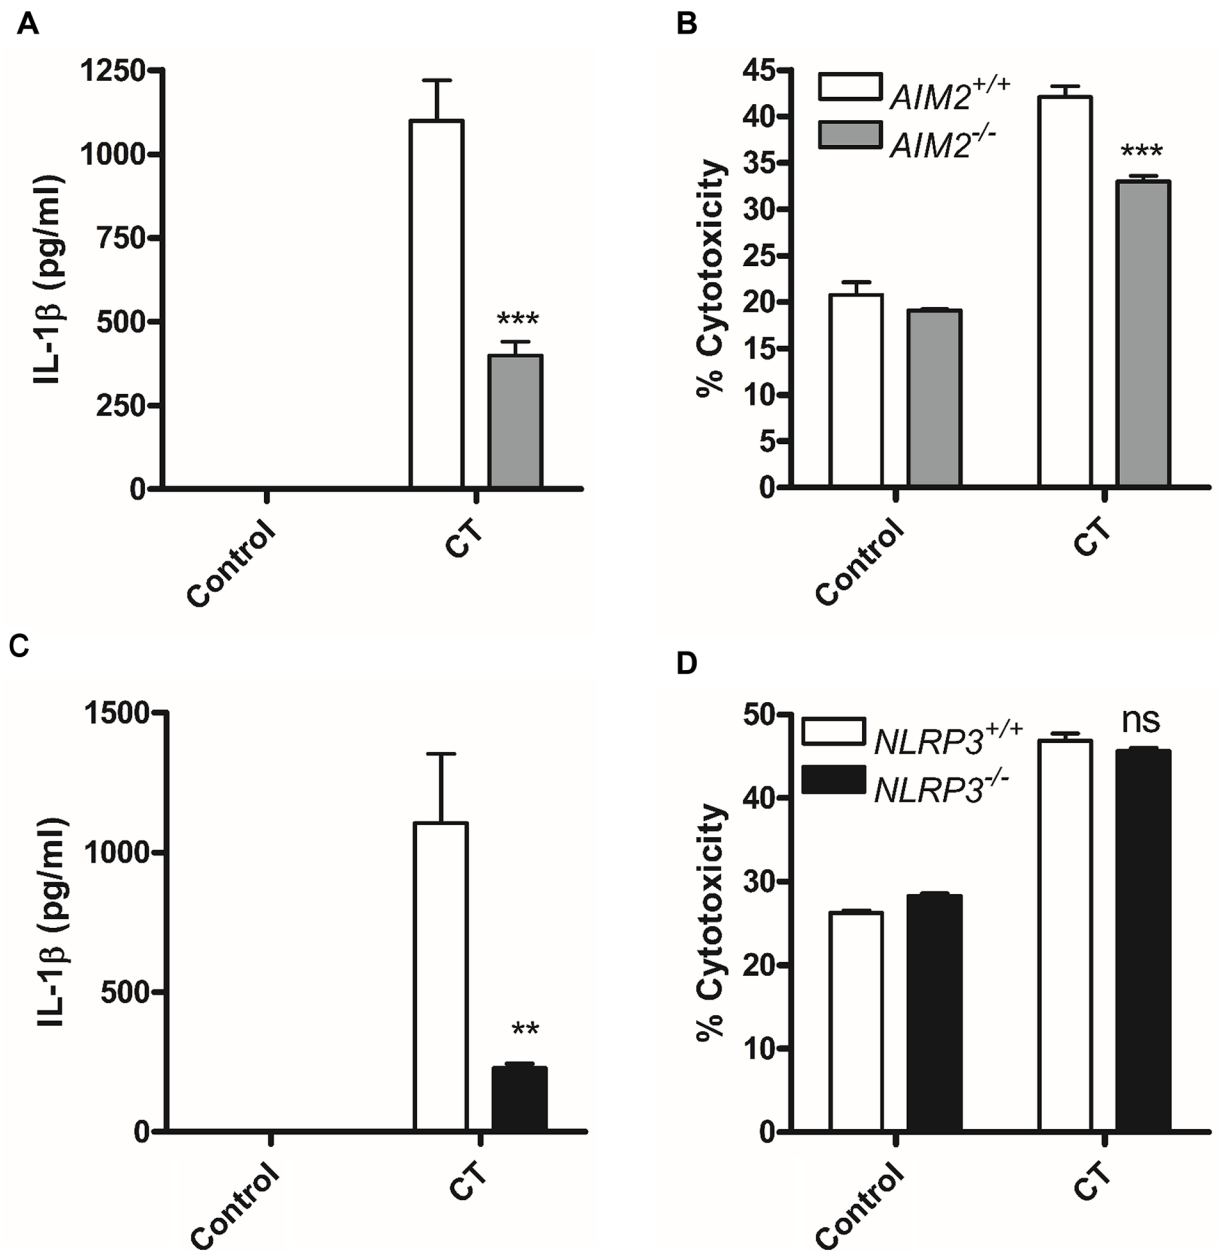 A
IL-1β (pg/ml)
1250
1000
750
500
250
0
***
Control
CT
B
% Cytotoxicity
45
40
35
30
25
20
15
10
5
0
AIM2+/+
AIM2-/-
***
Control
CT
C
IL-1β (pg/ml)
1500
1000
500
0
**
Control
CT
D
% Cytotoxicity
50
40
30
20
10
0
NLRP3+/+
NLRP3-/-
ns
Control
CT